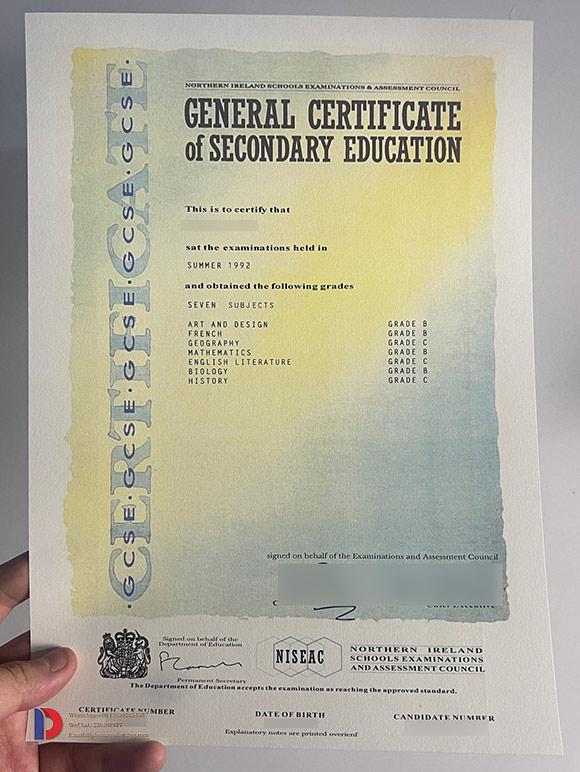 NORTHERN IRELAND SCHOOLS EXAMINATIONS & ASSESSMENT COUNCIL
GENERAL CERTIFICATE
of SECONDARY EDUCATION
CERTIFICATE
·GCSE·GCSE·GCSE·GCSE·GCSE·GCSE·
This is to certify that
sat the examinations held in
SUMMER 1992
and obtained the following grades
SEVEN SUBJECTS
ART AND DESIGN GRADE B
FRENCH GRADE B
GEOGRAPHY GRADE C
MATHEMATICS GRADE B
ENGLISH LITERATURE GRADE C
BIOLOGY GRADE B
HISTORY GRADE C
signed on behalf of the Examinations and Assessment Council
Chief Executive
Signed on behalf of the
Department of Education
Permanent Secretary
NISEAC
NORTHERN IRELAND
SCHOOLS EXAMINATIONS
AND ASSESSMENT COUNCIL
The Department of Education accepts the examination as reaching the approved standard.
CERTIFICATE NUMBER
DATE OF BIRTH
CANDIDATE NUMBER
WhatsApp:
WeChat:
Email:
Explanatory notes are printed overleaf